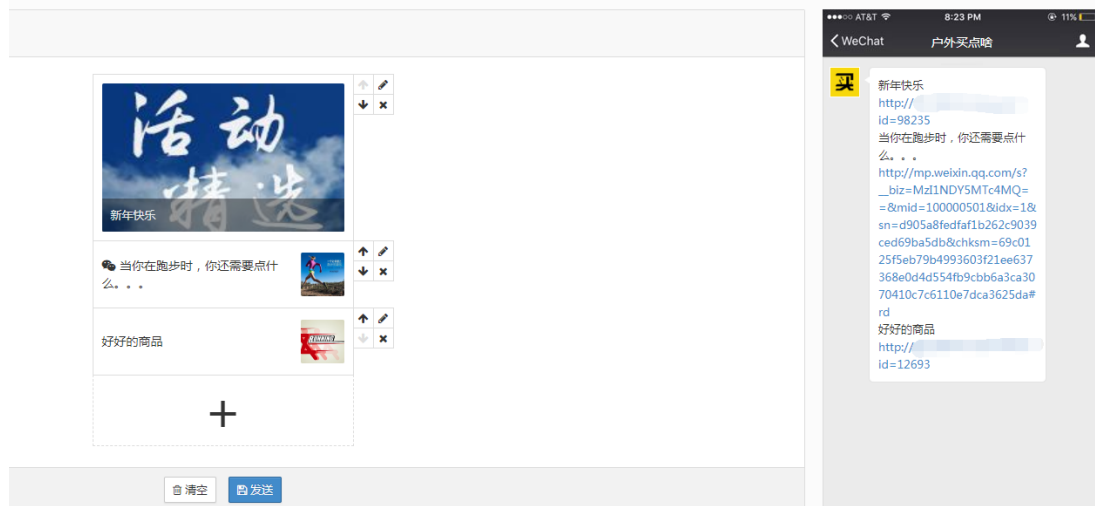 活动
精选
新年快乐
当你在跑步时，你还需要点什
么。。。
好好的商品
RUNNING
清空
发送
AT&T
8:23 PM
11%
WeChat
户外买点啥
买
新年快乐
http://
id=98235
当你在跑步时，你还需要点什
么。。。
http://mp.weixin.qq.com/s?
__biz=MzI1NDY5MTc4MQ=
=&mid=100000501&idx=1&
sn=d905a8fedfaf1b262c9039
ced69ba5db&chksm=69c01
25f5eb79b4993603f21ee637
368e0d4d554fb9cbb6a3ca30
70410c7c6110e7dca3625da#
rd
好好的商品
http://
id=12693